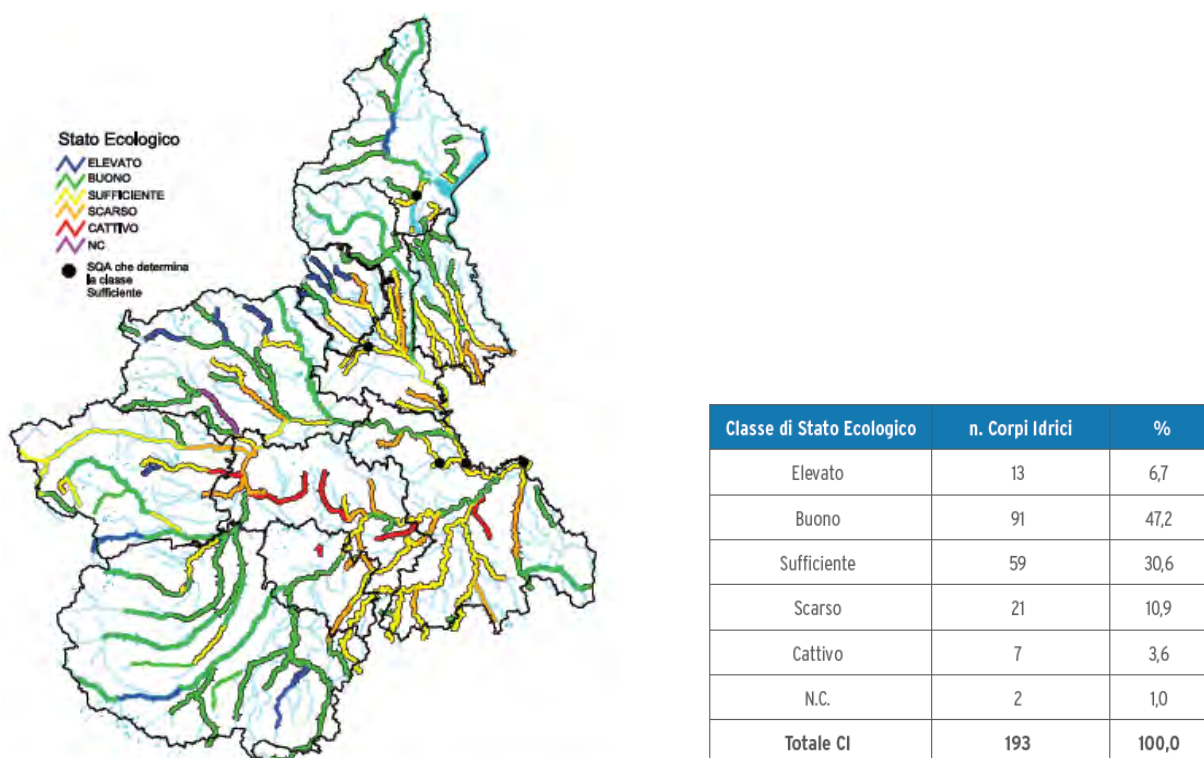 Stato Ecologico
ELEVATO
BUONO
SUFFICIENTE
SCARSO
CATTIVO
NC
SQA che determina
la classe
Sufficiente
Classe di Stato Ecologico n. Corpi Idrici %
Elevato 13 6,7
Buono 91 47,2
Sufficiente 59 30,6
Scarso 21 10,9
Cattivo 7 3,6
N.C. 2 1,0
Totale CI 193 100,0